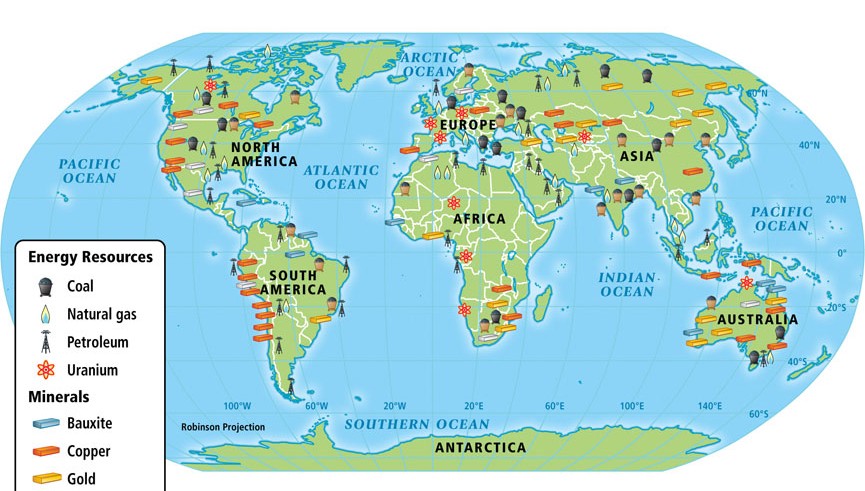 ARCTIC
OCEAN
60°N
EUROPE
NORTH
AMERICA
ASIA
40°N
PACIFIC
OCEAN
ATLANTIC
OCEAN
20°N
AFRICA
PACIFIC
OCEAN
0°
Energy Resources
Coal
Natural gas
Petroleum
Uranium
Minerals
Bauxite
Copper
Gold
SOUTH
AMERICA
INDIAN
OCEAN
AUSTRALIA
20°S
40°S
100°W
60°W
20°W
20°E
60°E
100°E
140°E
60°S
Robinson Projection
SOUTHERN OCEAN
ANTARCTICA